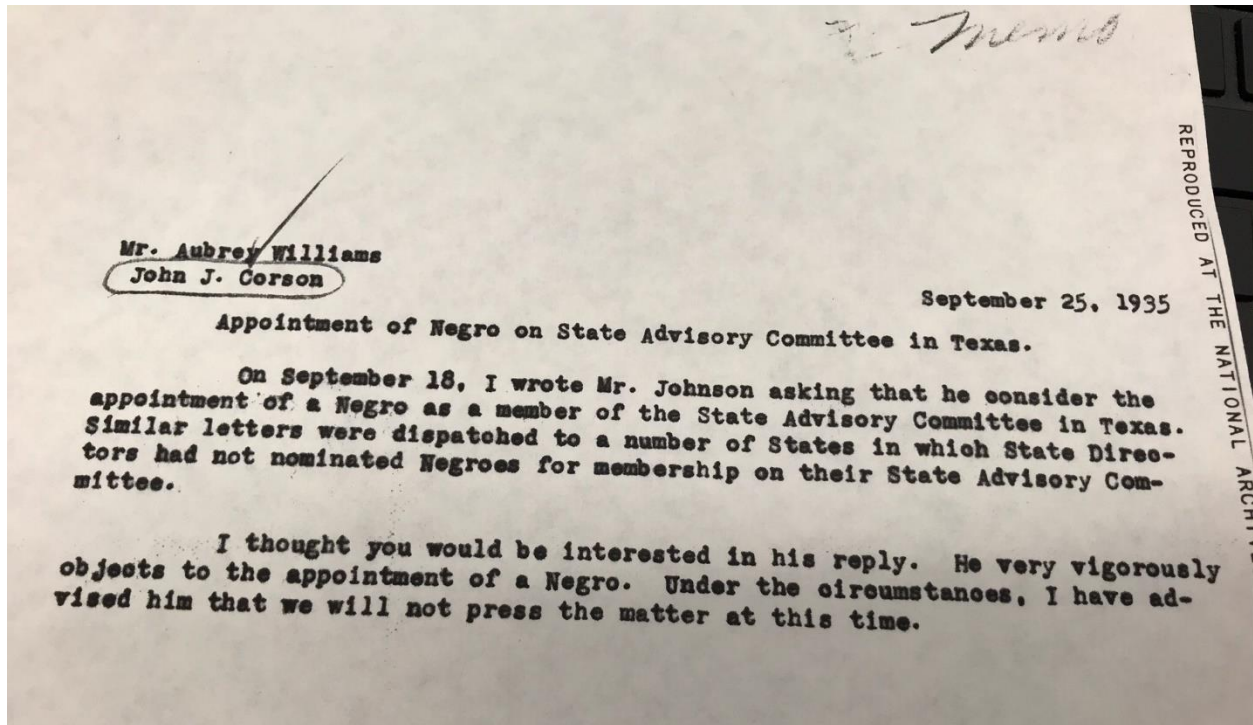 Memo
Mr. Aubrey Williams
John J. Corson
September 25, 1935
Appointment of Negro on State Advisory Committee in Texas.
On September 18, I wrote Mr. Johnson asking that he consider the
appointment of a Negro as a member of the State Advisory Committee in Texas.
Similar letters were dispatched to a number of States in which State Direc-
tors had not nominated Negroes for membership on their State Advisory Com-
mittee.
I thought you would be interested in his reply. He very vigorously
objects to the appointment of a Negro. Under the circumstances, I have ad-
vised him that we will not press the matter at this time.
REPRODUCED AT THE NATIONAL